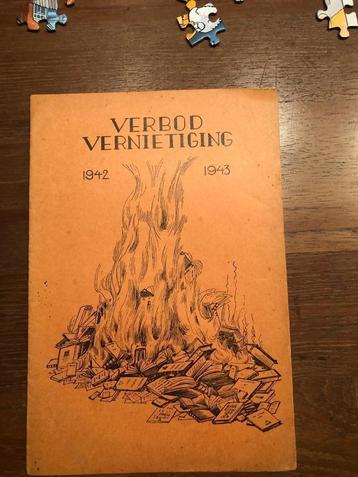 VERBOD
VERNIETIGING
1942 1943